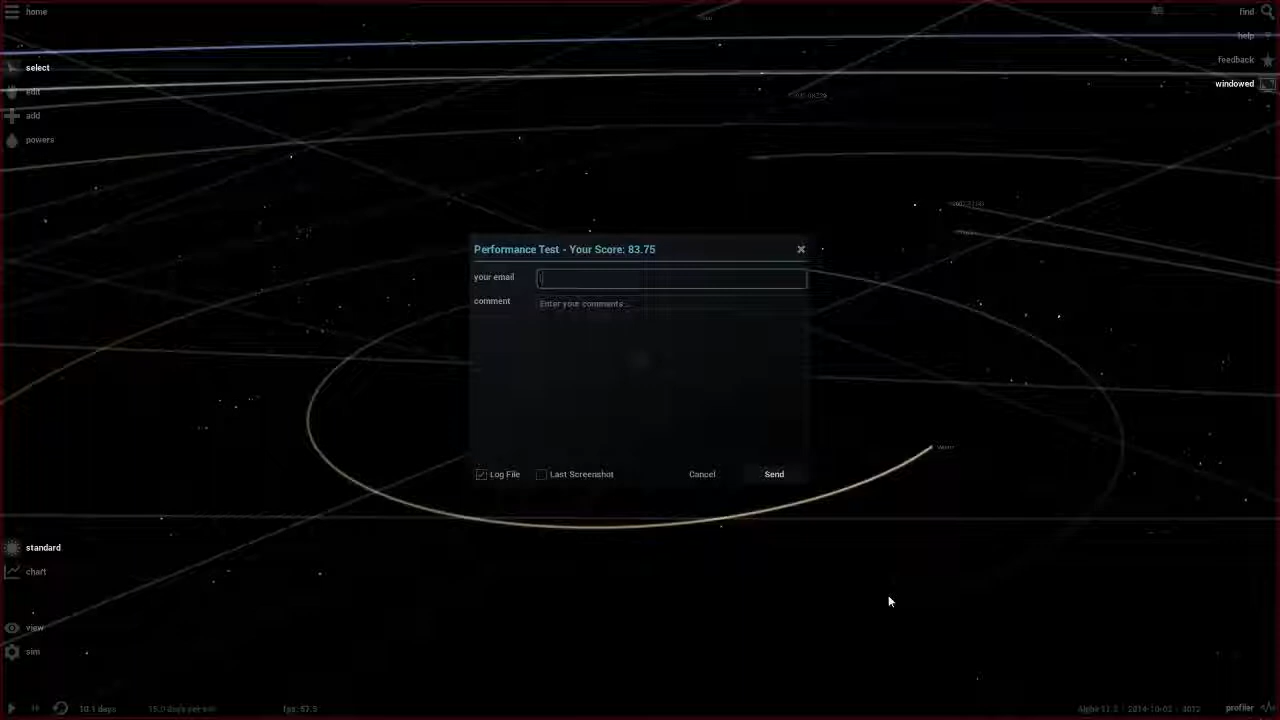 home
find
help
select
feedback
edit
windowed
add
powers
Performance Test - Your Score: 83.75
your email
comment
Enter your comments...
Log File
Last Screenshot
Cancel
Send
standard
chart
view
sim
10.1 days
fps: 57.5
profiler